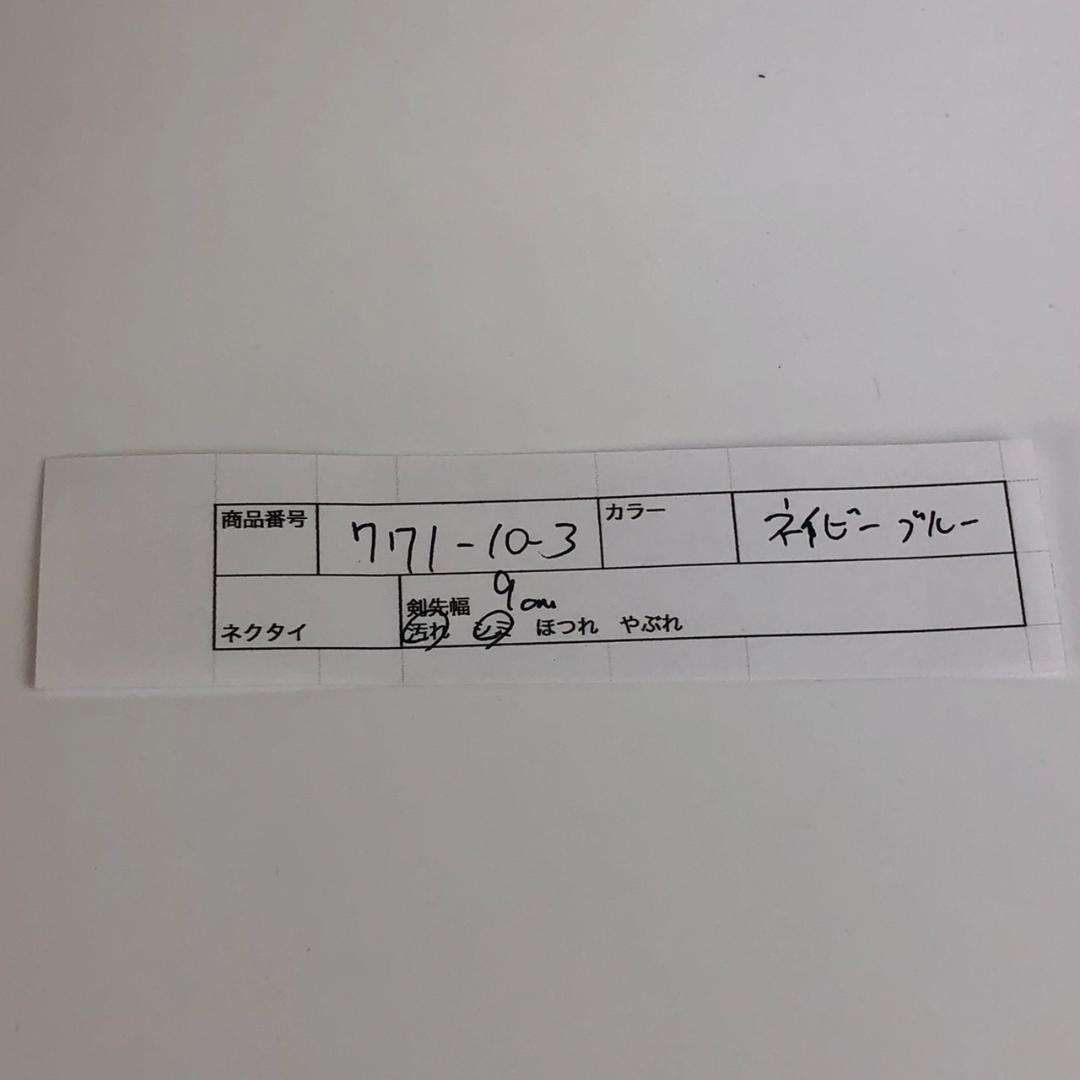 商品番号 771-10-3 カラー ネイビーブルー
ネクタイ 剣先幅 9cm
汚れ シミ ほつれ やぶれ